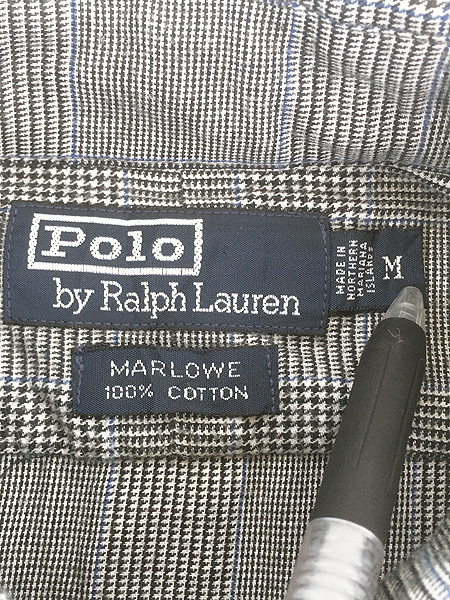 Polo
by Ralph Lauren
MADE IN
NORTHERN
MARIANA
ISLANDS
M
MARLOWE
100% COTTON